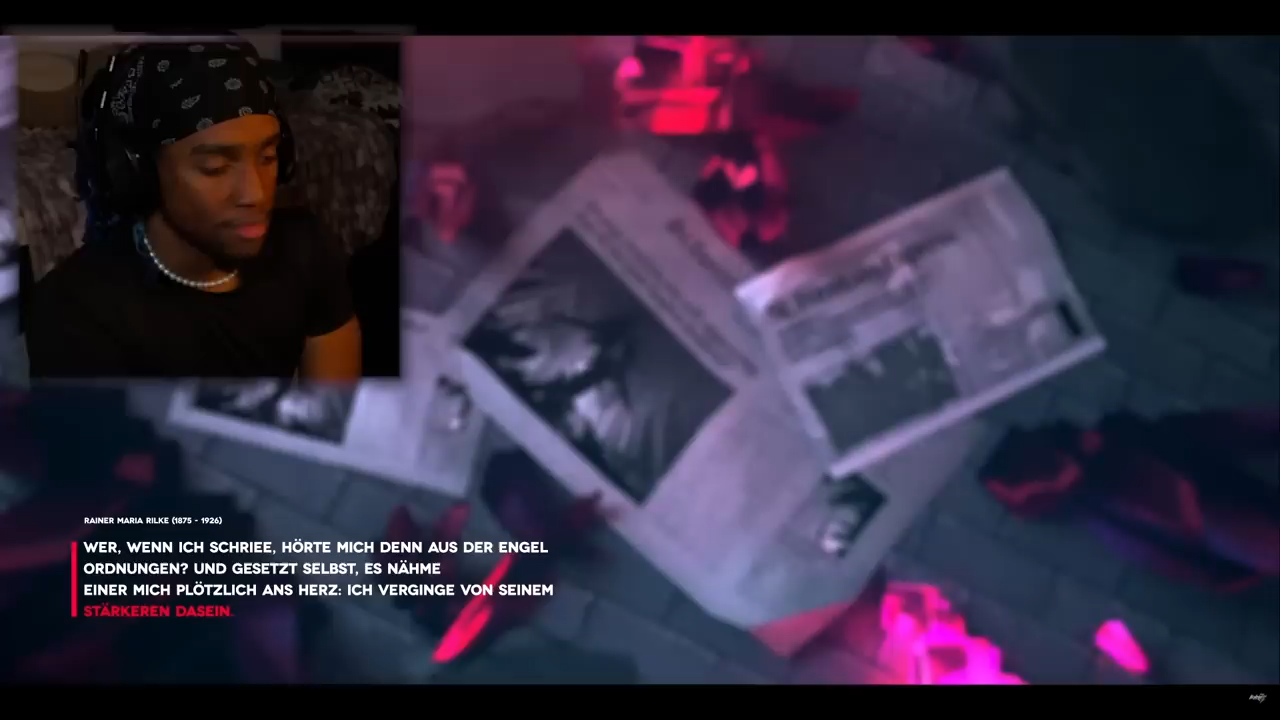 RAINER MARIA RILKE (1875 - 1926)
WER, WENN ICH SCHRIEE, HÖRTE MICH DENN AUS DER ENGEL
ORDNUNGEN? UND GESETZT SELBST, ES NÄHME
EINER MICH PLÖTZLICH ANS HERZ: ICH VERGINGE VON SEINEM
STÄRKEREN DASEIN.